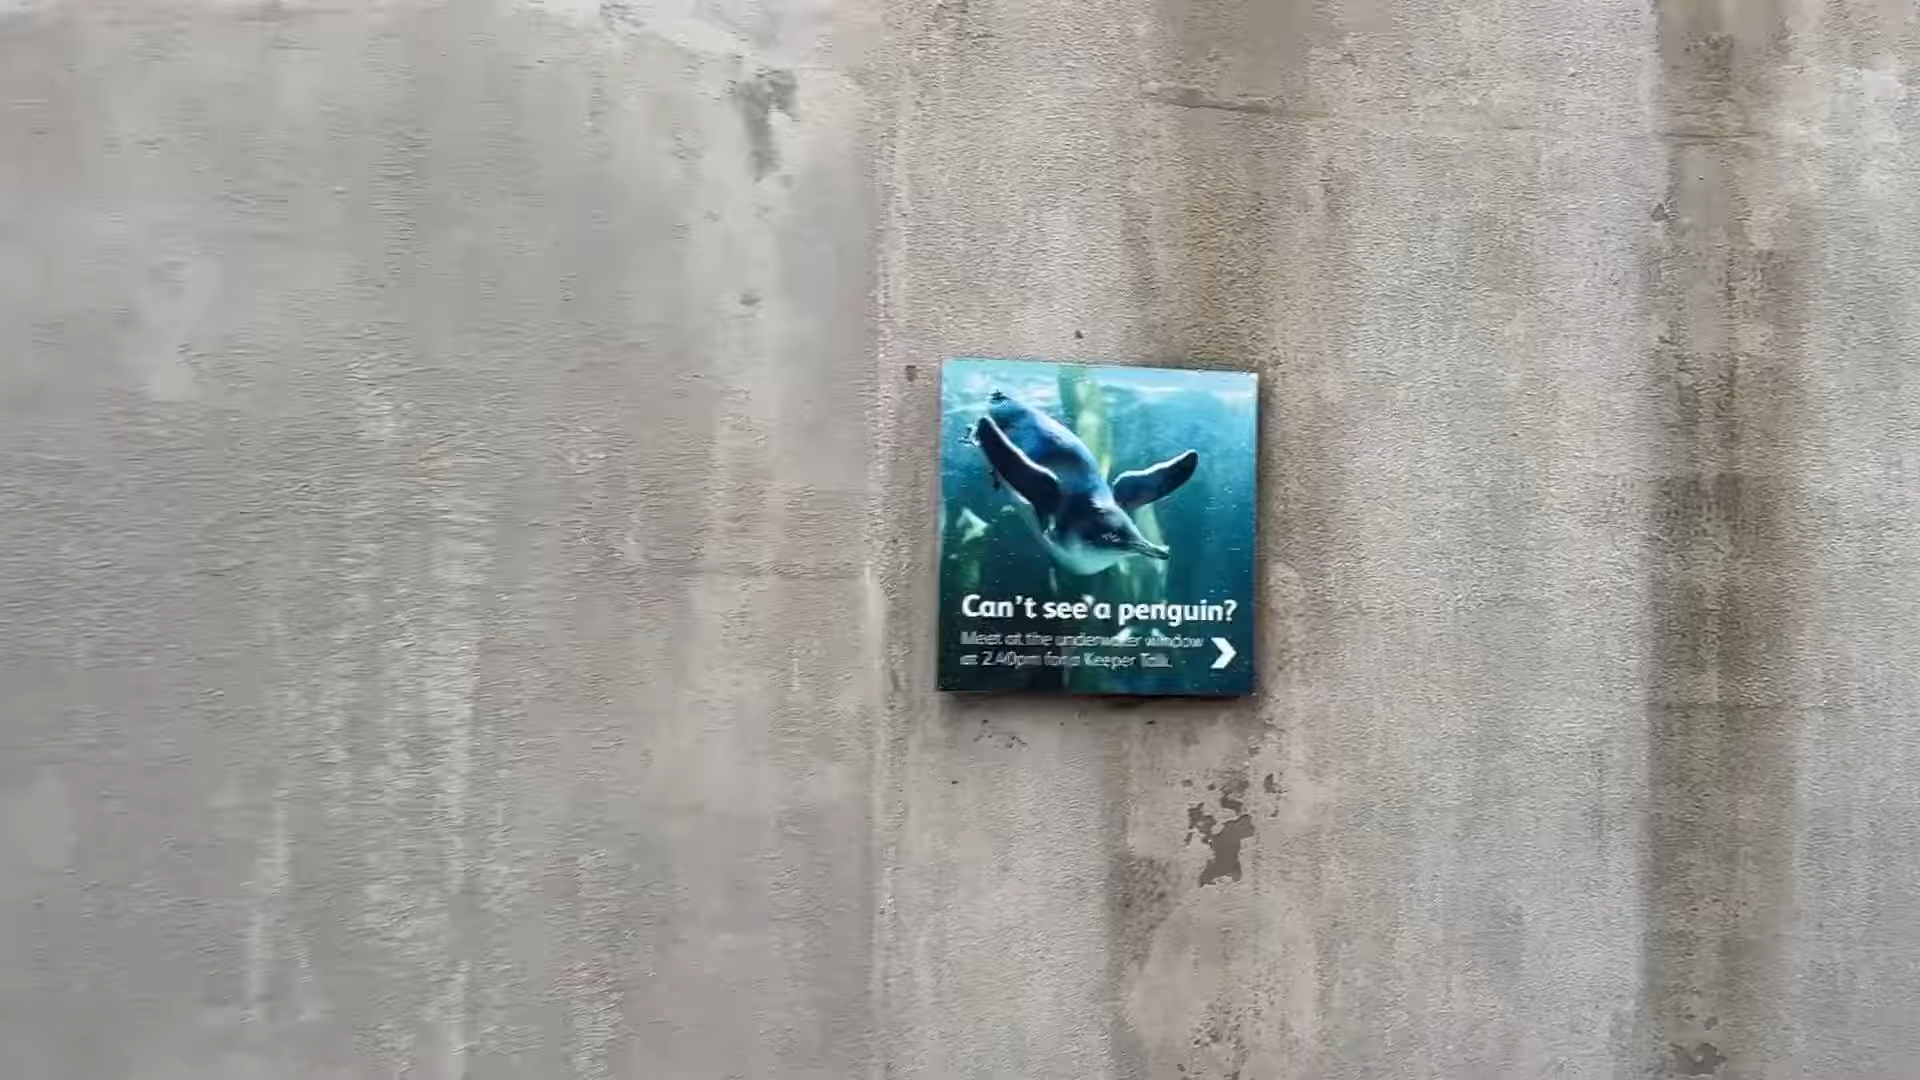 Can't see a penguin?
Meet at the underwater window
at 2.40pm for a Keeper Talk.